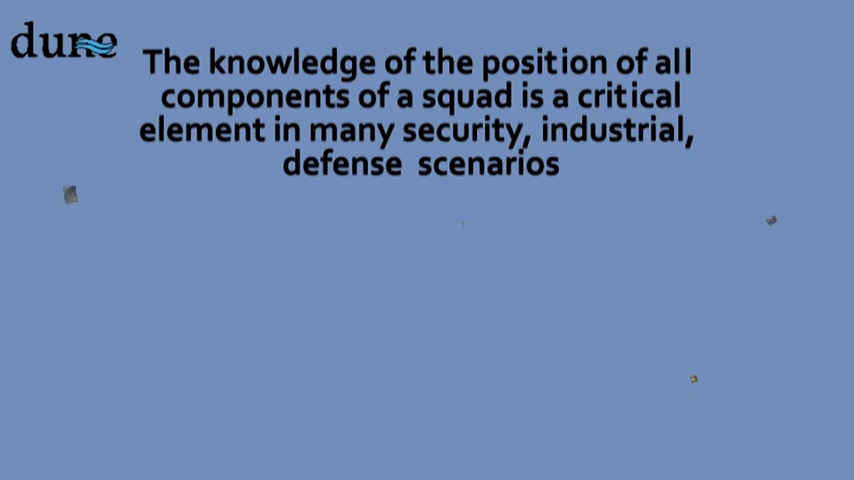 dune
The knowledge of the position of all
components of a squad is a critical
element in many security, industrial,
defense scenarios